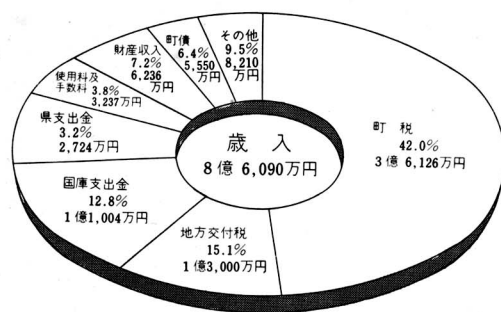 歳入
8億6,090万円
町税
42.0%
3億6,126万円
地方交付税
15.1%
1億3,000万円
国庫支出金
12.8%
1億1,004万円
県支出金
3.2%
2,724万円
使用料及
手数料 3.8%
3,237万円
財産収入
7.2%
6,236
万円
町債
6.4%
5,550
万円
その他
9.5%
8,210
万円